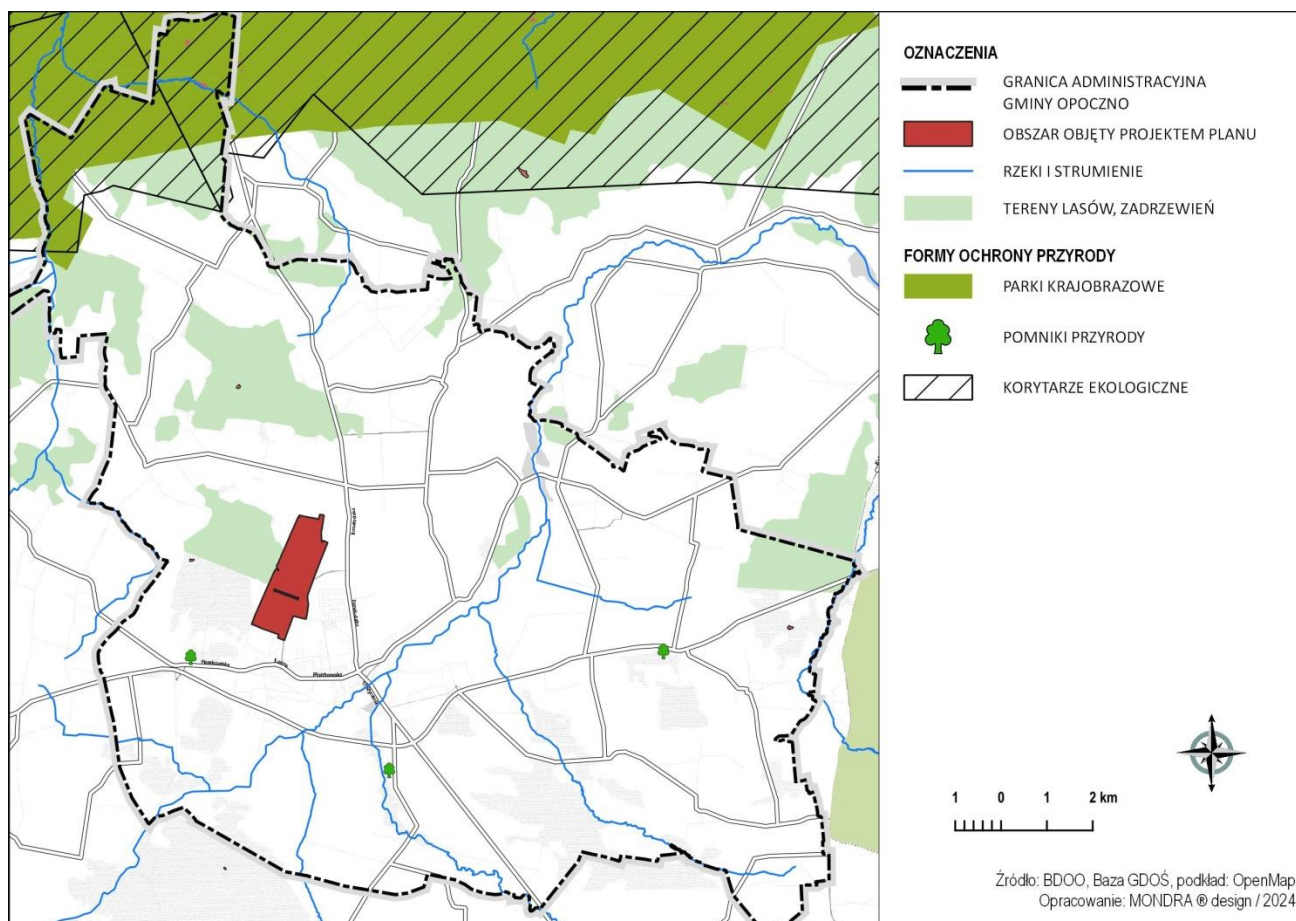 OZNACZENIA
GRANICA ADMINISTRACYJNA
GMINY OPOCZNO
OBSZAR OBJĘTY PROJEKTEM PLANU
RZEKI I STRUMIENIE
TERENY LASÓW, ZADRZEWIEŃ
FORMY OCHRONY PRZYRODY
PARKI KRAJOBRAZOWE
POMNIKI PRZYRODY
KORYTARZE EKOLOGICZNE
Piotrkowska
1 0 1 2 km
Źródło: BDOO, Baza GDOŚ, podkład: OpenMap
Opracowanie: MONDRA ® design / 2024